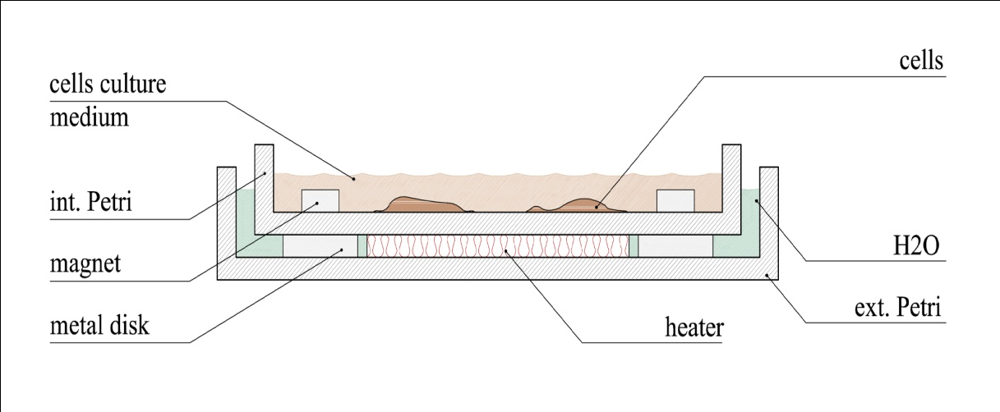 cells culture
medium
int. Petri
magnet
metal disk
cells
H2O
ext. Petri
heater